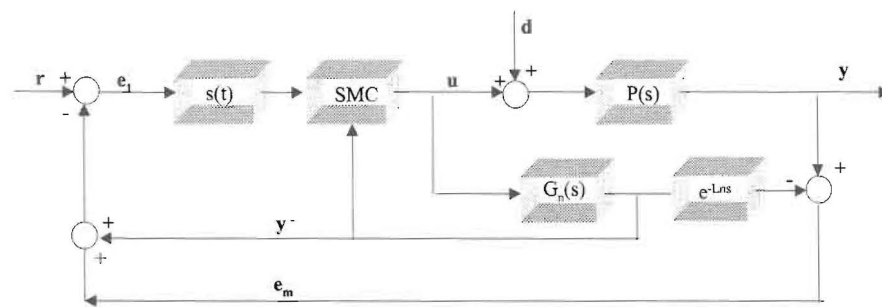 d
r + e1 s(t) SMC u + + P(s) y
-
Gn(s) e-Lns - +
y-
+
+
em